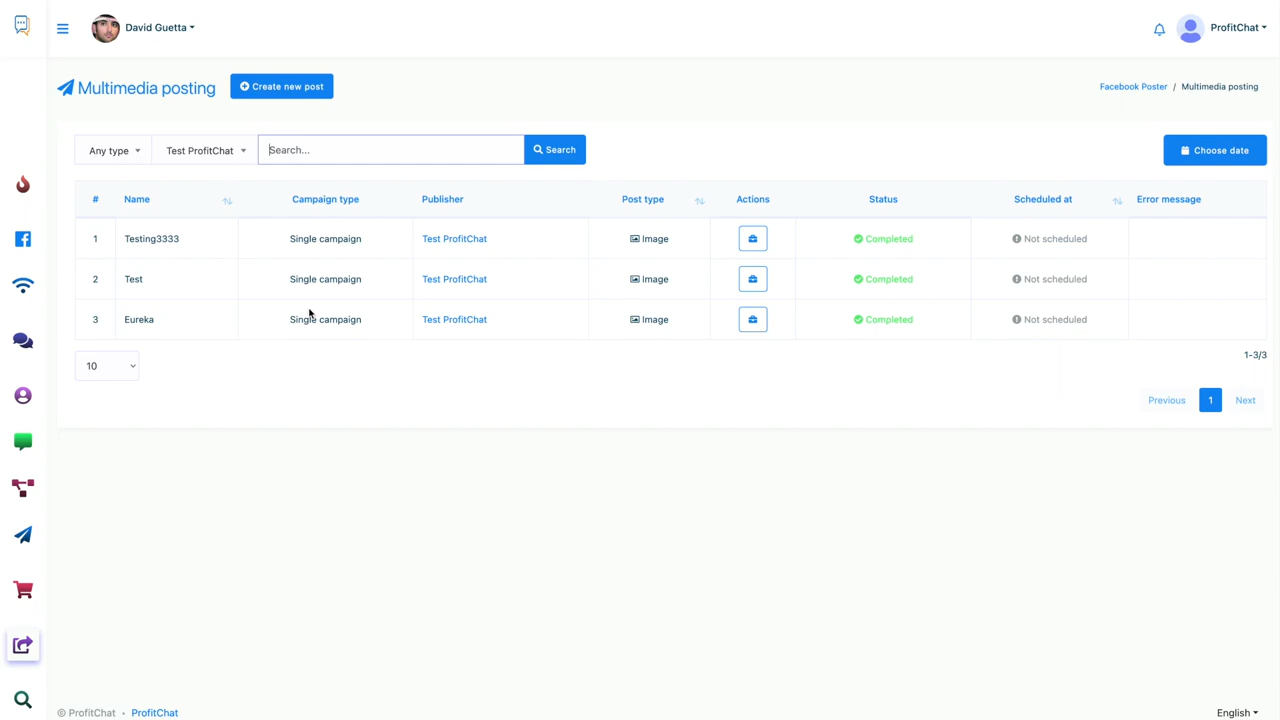 David Guetta
ProfitChat
Multimedia posting
Create new post
Facebook Poster / Multimedia posting
Any type
Test ProfitChat
Search...
Search
Choose date
# Name Campaign type Publisher Post type Actions Status Scheduled at Error message
1 Testing3333 Single campaign Test ProfitChat Image Completed Not scheduled
2 Test Single campaign Test ProfitChat Image Completed Not scheduled
3 Eureka Single campaign Test ProfitChat Image Completed Not scheduled
1-3/3
10
Previous 1 Next
© ProfitChat • ProfitChat
English